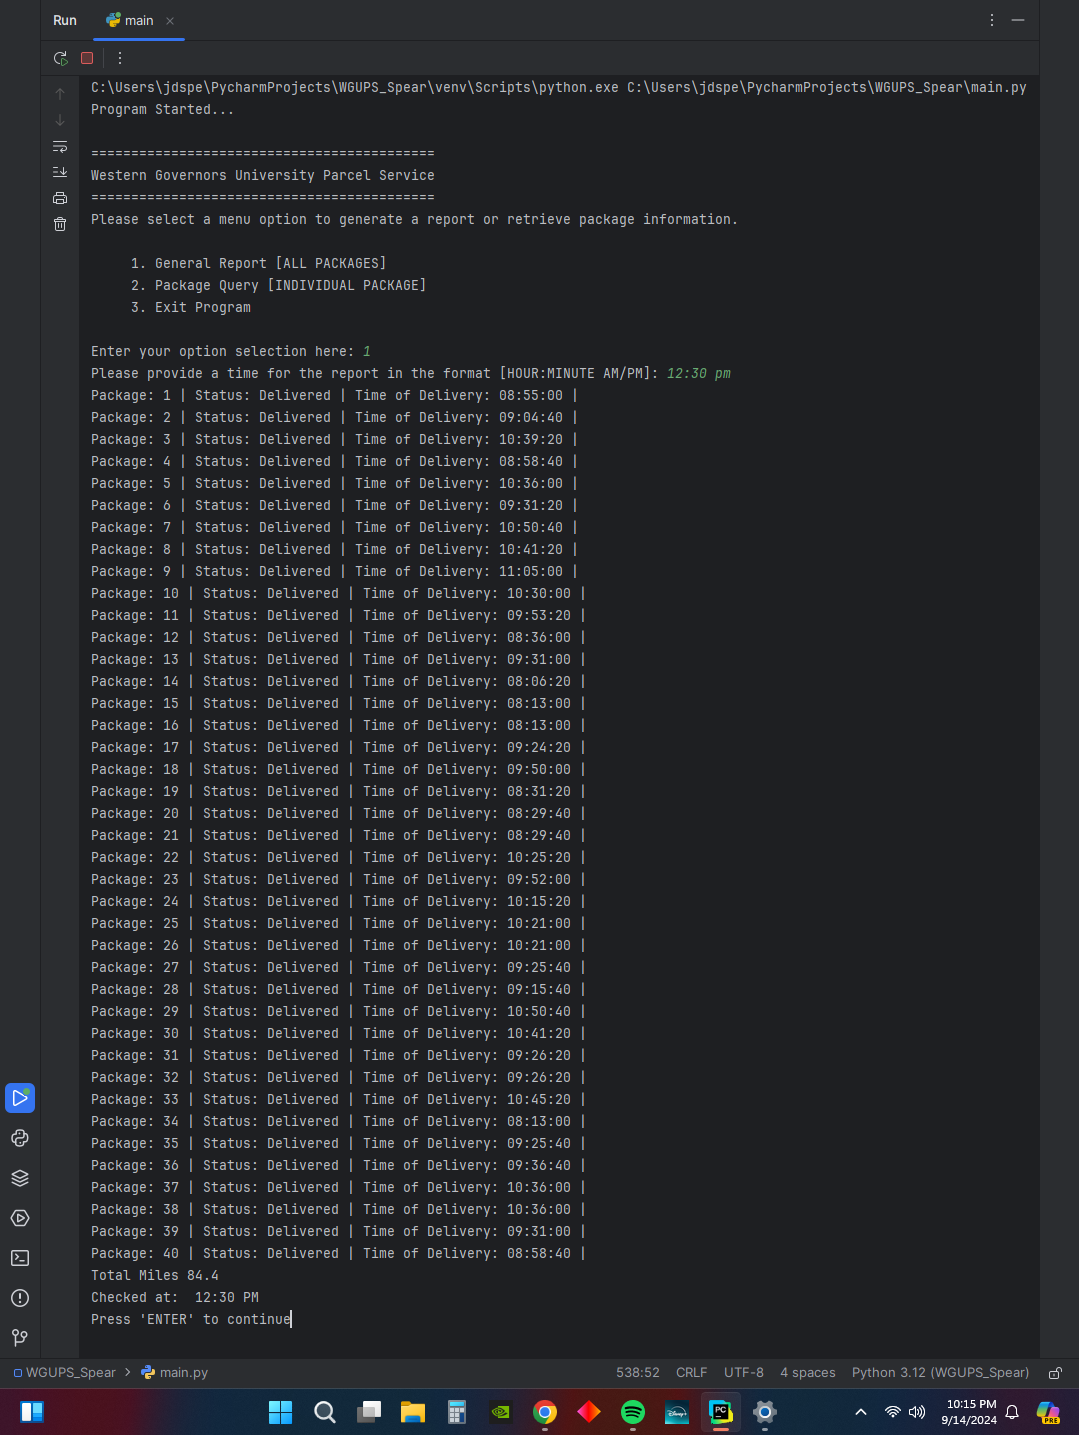 Run
main
C:\Users\jdspe\PycharmProjects\WGUPS_Spear\venv\Scripts\python.exe C:\Users\jdspe\PycharmProjects\WGUPS_Spear\main.py
Program Started...
===========================================
Western Governors University Parcel Service
===========================================
Please select a menu option to generate a report or retrieve package information.
1. General Report [ALL PACKAGES]
2. Package Query [INDIVIDUAL PACKAGE]
3. Exit Program
Enter your option selection here: 1
Please provide a time for the report in the format [HOUR:MINUTE AM/PM]: 12:30 pm
Package: 1 | Status: Delivered | Time of Delivery: 08:55:00 |
Package: 2 | Status: Delivered | Time of Delivery: 09:04:40 |
Package: 3 | Status: Delivered | Time of Delivery: 10:39:20 |
Package: 4 | Status: Delivered | Time of Delivery: 08:58:40 |
Package: 5 | Status: Delivered | Time of Delivery: 10:36:00 |
Package: 6 | Status: Delivered | Time of Delivery: 09:31:20 |
Package: 7 | Status: Delivered | Time of Delivery: 10:50:40 |
Package: 8 | Status: Delivered | Time of Delivery: 10:41:20 |
Package: 9 | Status: Delivered | Time of Delivery: 11:05:00 |
Package: 10 | Status: Delivered | Time of Delivery: 10:30:00 |
Package: 11 | Status: Delivered | Time of Delivery: 09:53:20 |
Package: 12 | Status: Delivered | Time of Delivery: 08:36:00 |
Package: 13 | Status: Delivered | Time of Delivery: 09:31:00 |
Package: 14 | Status: Delivered | Time of Delivery: 08:06:20 |
Package: 15 | Status: Delivered | Time of Delivery: 08:13:00 |
Package: 16 | Status: Delivered | Time of Delivery: 08:13:00 |
Package: 17 | Status: Delivered | Time of Delivery: 09:24:20 |
Package: 18 | Status: Delivered | Time of Delivery: 09:50:00 |
Package: 19 | Status: Delivered | Time of Delivery: 08:31:20 |
Package: 20 | Status: Delivered | Time of Delivery: 08:29:40 |
Package: 21 | Status: Delivered | Time of Delivery: 08:29:40 |
Package: 22 | Status: Delivered | Time of Delivery: 10:25:20 |
Package: 23 | Status: Delivered | Time of Delivery: 09:52:00 |
Package: 24 | Status: Delivered | Time of Delivery: 10:15:20 |
Package: 25 | Status: Delivered | Time of Delivery: 10:21:00 |
Package: 26 | Status: Delivered | Time of Delivery: 10:21:00 |
Package: 27 | Status: Delivered | Time of Delivery: 09:25:40 |
Package: 28 | Status: Delivered | Time of Delivery: 09:15:40 |
Package: 29 | Status: Delivered | Time of Delivery: 10:50:40 |
Package: 30 | Status: Delivered | Time of Delivery: 10:41:20 |
Package: 31 | Status: Delivered | Time of Delivery: 09:26:20 |
Package: 32 | Status: Delivered | Time of Delivery: 09:26:20 |
Package: 33 | Status: Delivered | Time of Delivery: 10:45:20 |
Package: 34 | Status: Delivered | Time of Delivery: 08:13:00 |
Package: 35 | Status: Delivered | Time of Delivery: 09:25:40 |
Package: 36 | Status: Delivered | Time of Delivery: 09:36:40 |
Package: 37 | Status: Delivered | Time of Delivery: 10:36:00 |
Package: 38 | Status: Delivered | Time of Delivery: 10:36:00 |
Package: 39 | Status: Delivered | Time of Delivery: 09:31:00 |
Package: 40 | Status: Delivered | Time of Delivery: 08:58:40 |
Total Miles 84.4
Checked at:  12:30 PM
Press 'ENTER' to continue
WGUPS_Spear > main.py
538:52 CRLF UTF-8 4 spaces Python 3.12 (WGUPS_Spear)
PC
Disney+
PRE
10:15 PM
9/14/2024